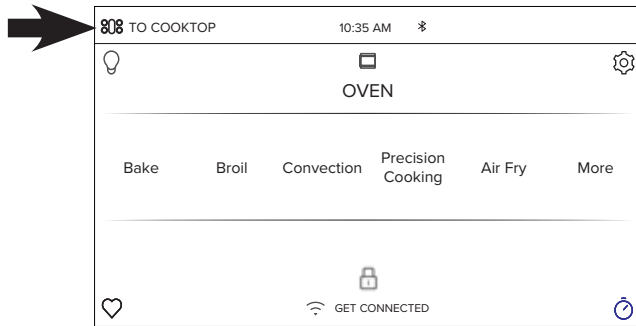 TO COOKTOP 10:35 AM
OVEN
Bake Broil Convection Precision Cooking Air Fry More
GET CONNECTED